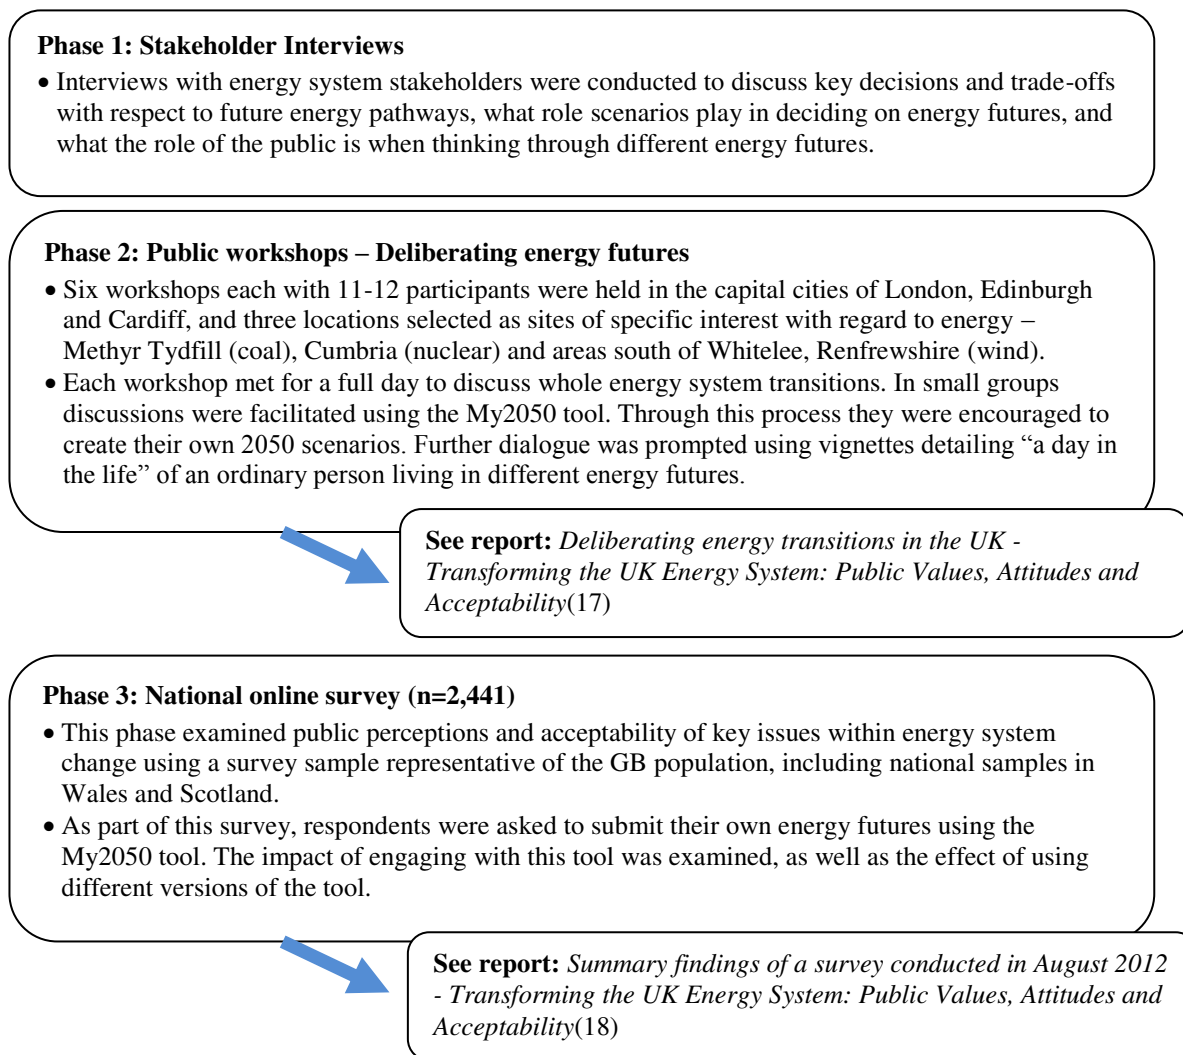 Phase 1: Stakeholder Interviews
• Interviews with energy system stakeholders were conducted to discuss key decisions and trade-offs
with respect to future energy pathways, what role scenarios play in deciding on energy futures, and
what the role of the public is when thinking through different energy futures.
Phase 2: Public workshops – Deliberating energy futures
• Six workshops each with 11-12 participants were held in the capital cities of London, Edinburgh
and Cardiff, and three locations selected as sites of specific interest with regard to energy –
Methyr Tydfill (coal), Cumbria (nuclear) and areas south of Whitelee, Renfrewshire (wind).
• Each workshop met for a full day to discuss whole energy system transitions. In small groups
discussions were facilitated using the My2050 tool. Through this process they were encouraged to
create their own 2050 scenarios. Further dialogue was prompted using vignettes detailing “a day in
the life” of an ordinary person living in different energy futures.
See report: Deliberating energy transitions in the UK -
Transforming the UK Energy System: Public Values, Attitudes and
Acceptability(17)
Phase 3: National online survey (n=2,441)
• This phase examined public perceptions and acceptability of key issues within energy system
change using a survey sample representative of the GB population, including national samples in
Wales and Scotland.
• As part of this survey, respondents were asked to submit their own energy futures using the
My2050 tool. The impact of engaging with this tool was examined, as well as the effect of using
different versions of the tool.
See report: Summary findings of a survey conducted in August 2012
- Transforming the UK Energy System: Public Values, Attitudes and
Acceptability(18)